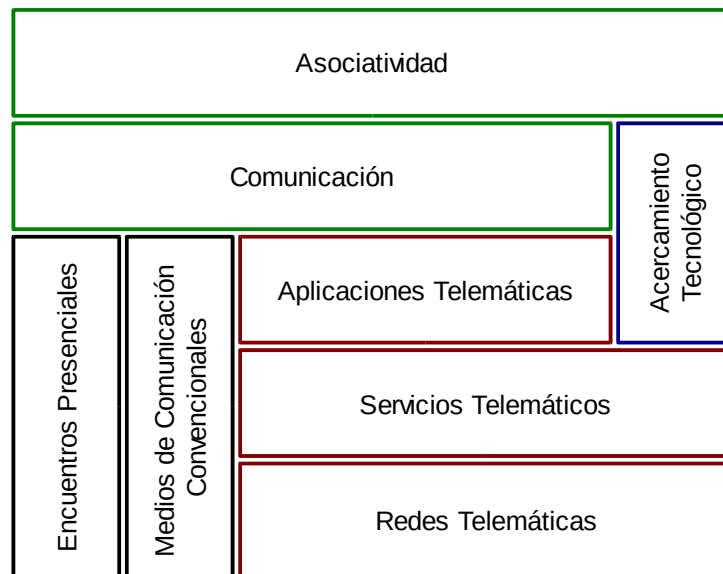 Asociatividad
Comunicación
Acercamiento
Tecnológico
Encuentros Presenciales
Medios de Comunicación
Convencionales
Aplicaciones Telemáticas
Servicios Telemáticos
Redes Telemáticas